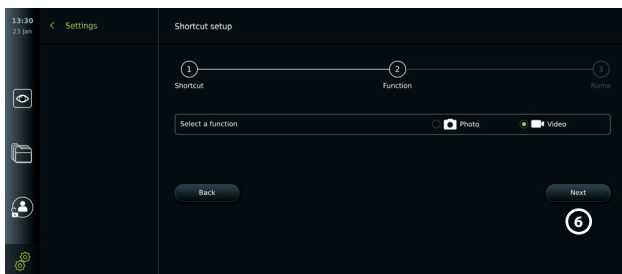 13:30
23 Jan
Settings
Shortcut setup
1
2
3
Shortcut
Function
Name
Select a function
Photo
Video
Back
Next
6